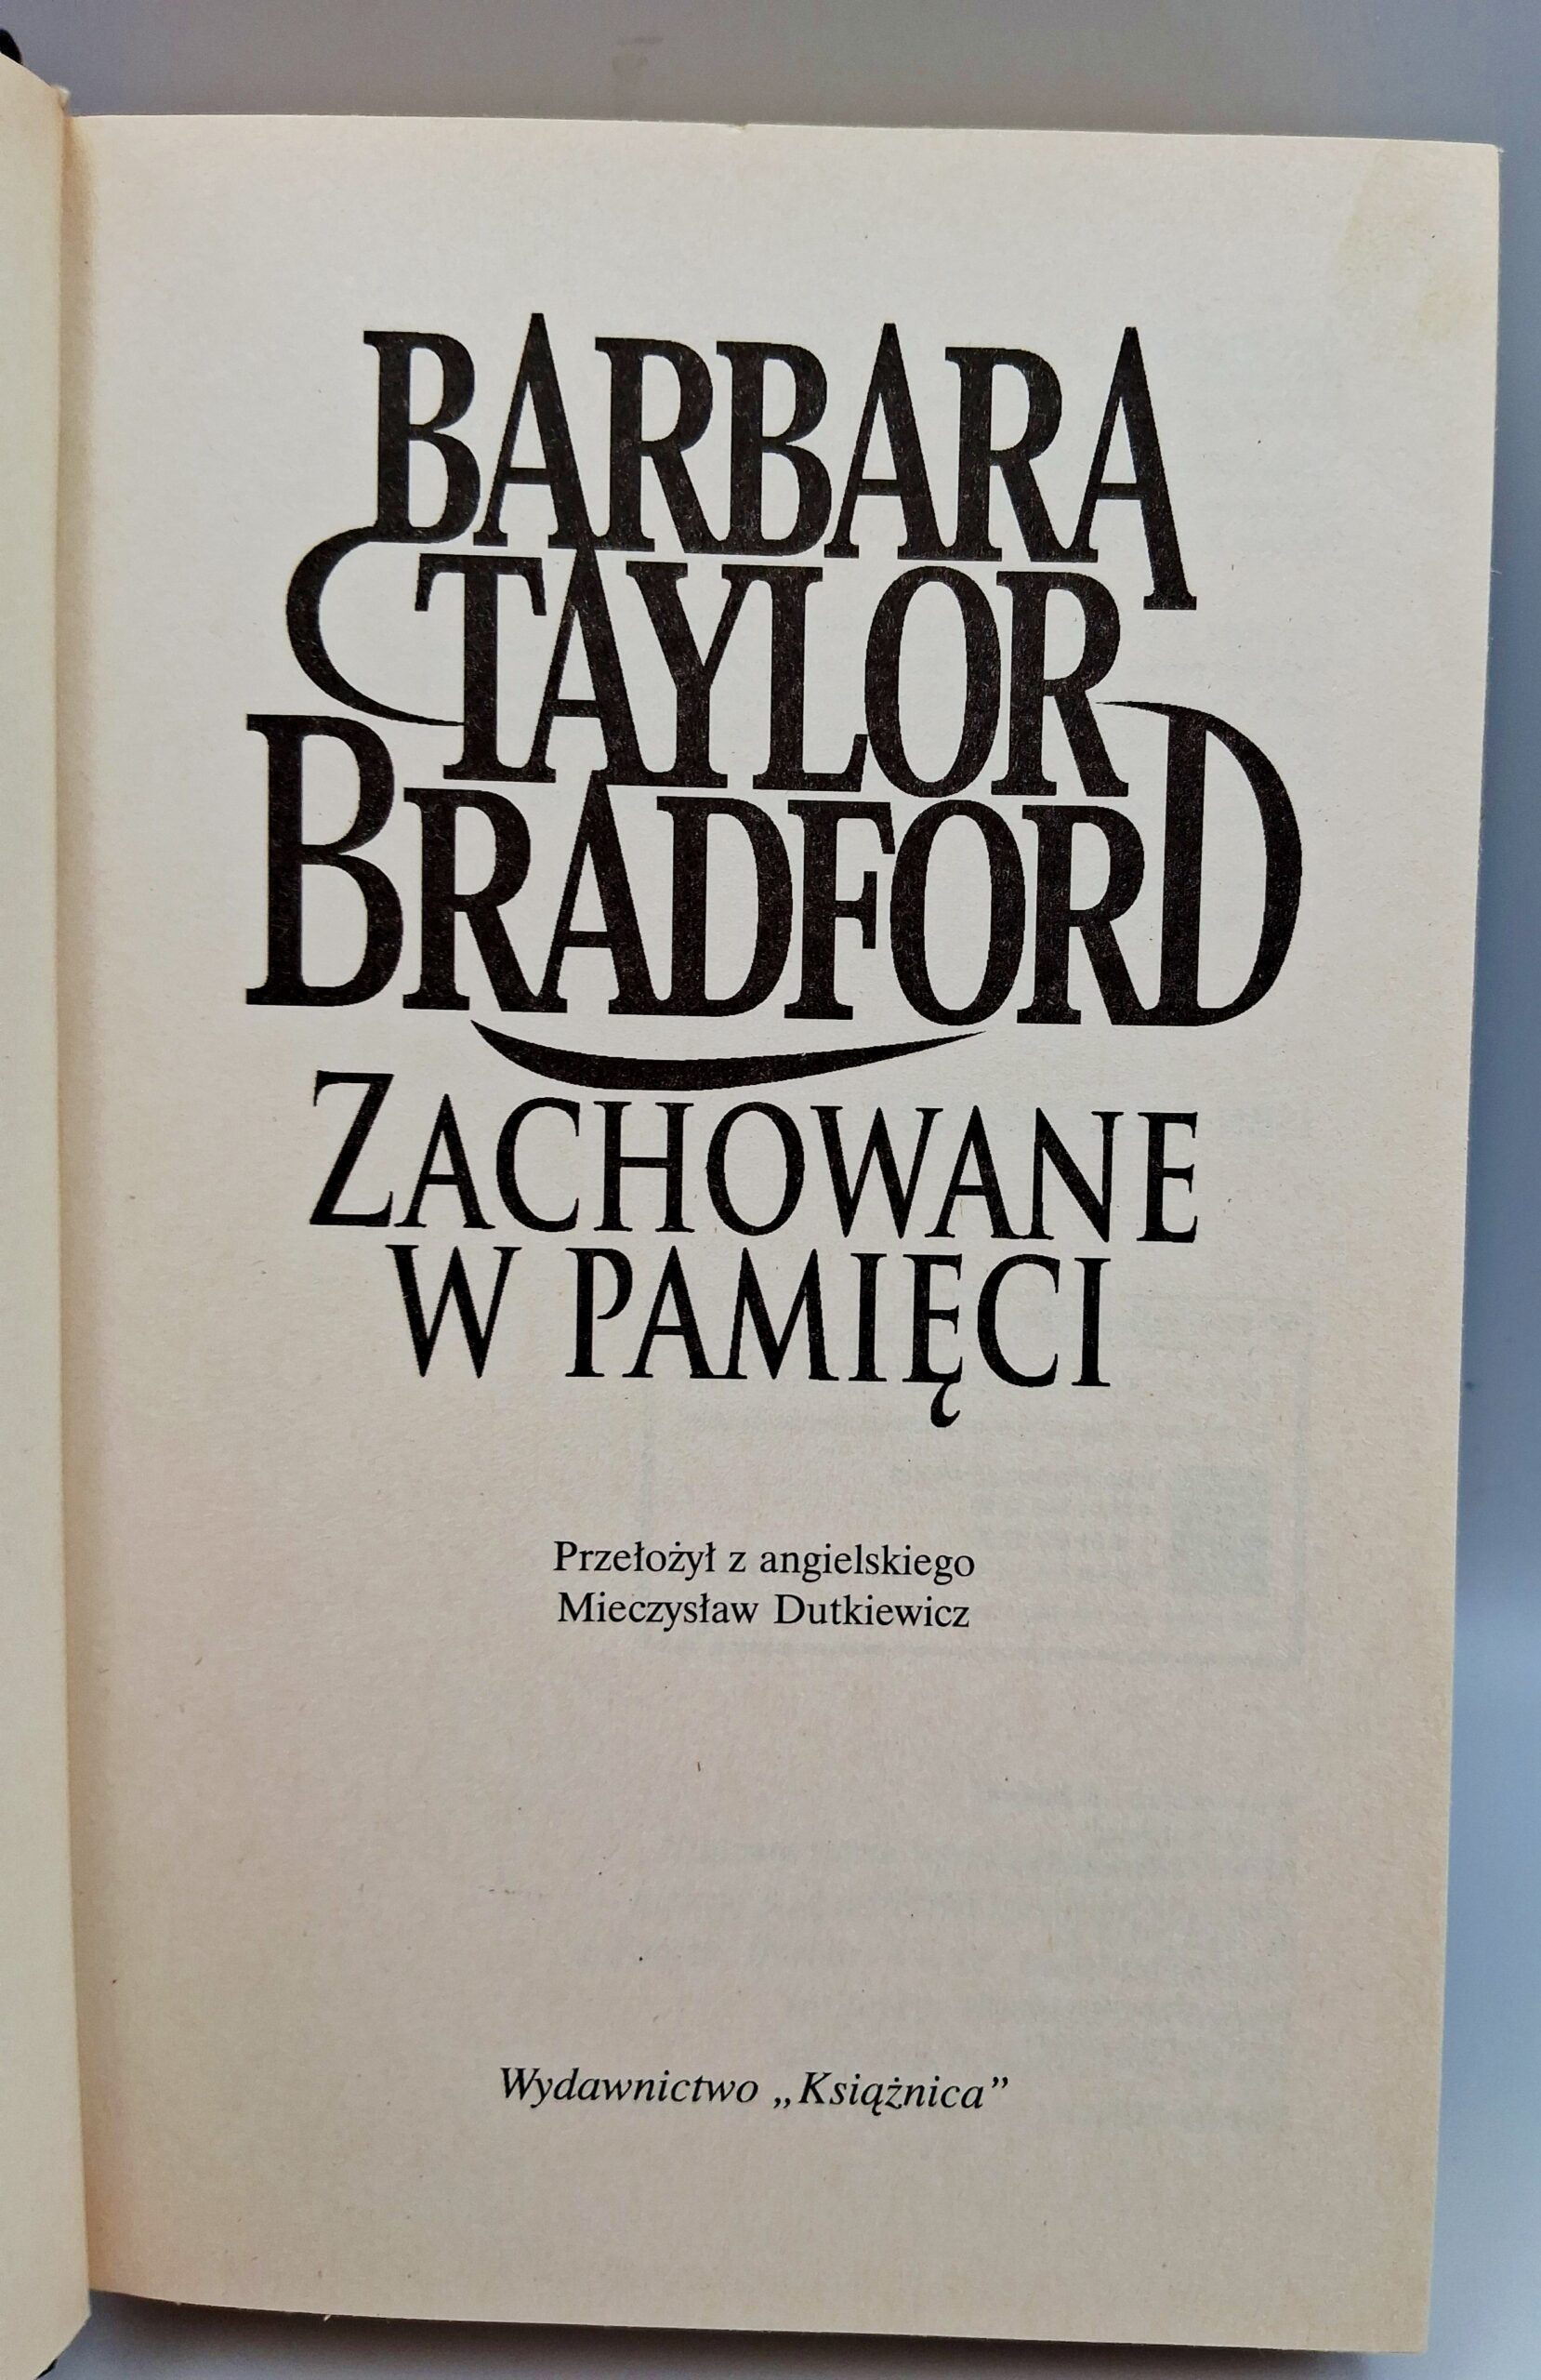 BARBARA
TAYLOR
BRADFORD
ZACHOWANE
W PAMIĘCI
Przełożył z angielskiego
Mieczysław Dutkiewicz
Wydawnictwo „Książnica”